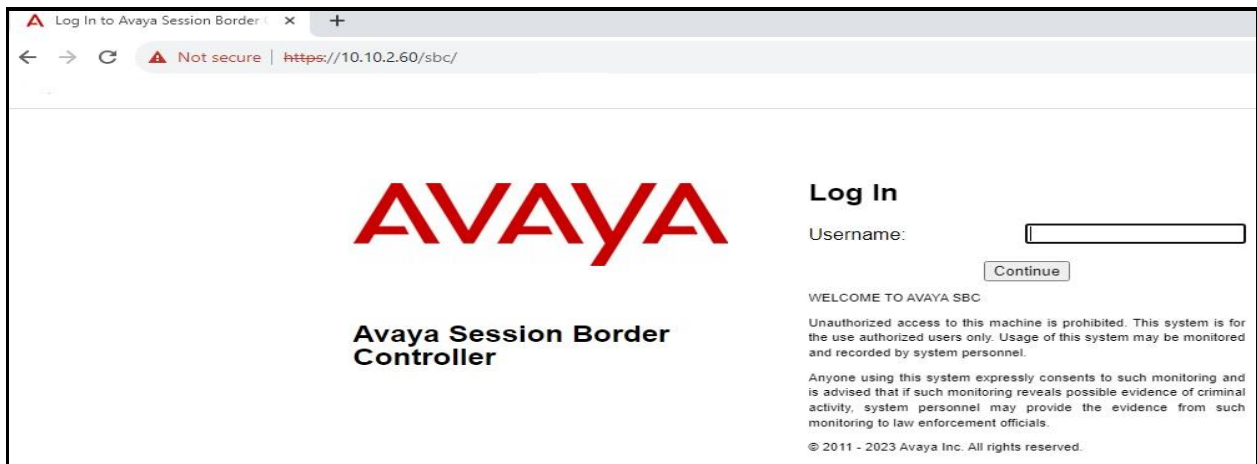 Log In to Avaya Session Border
Not secure | https://10.10.2.60/sbc/
AVAYA
Avaya Session Border
Controller
Log In
Username:
Continue
WELCOME TO AVAYA SBC
Unauthorized access to this machine is prohibited. This system is for
the use authorized users only. Usage of this system may be monitored
and recorded by system personnel.
Anyone using this system expressly consents to such monitoring and
is advised that if such monitoring reveals possible evidence of criminal
activity, system personnel may provide the evidence from such
monitoring to law enforcement officials.
© 2011 - 2023 Avaya Inc. All rights reserved.